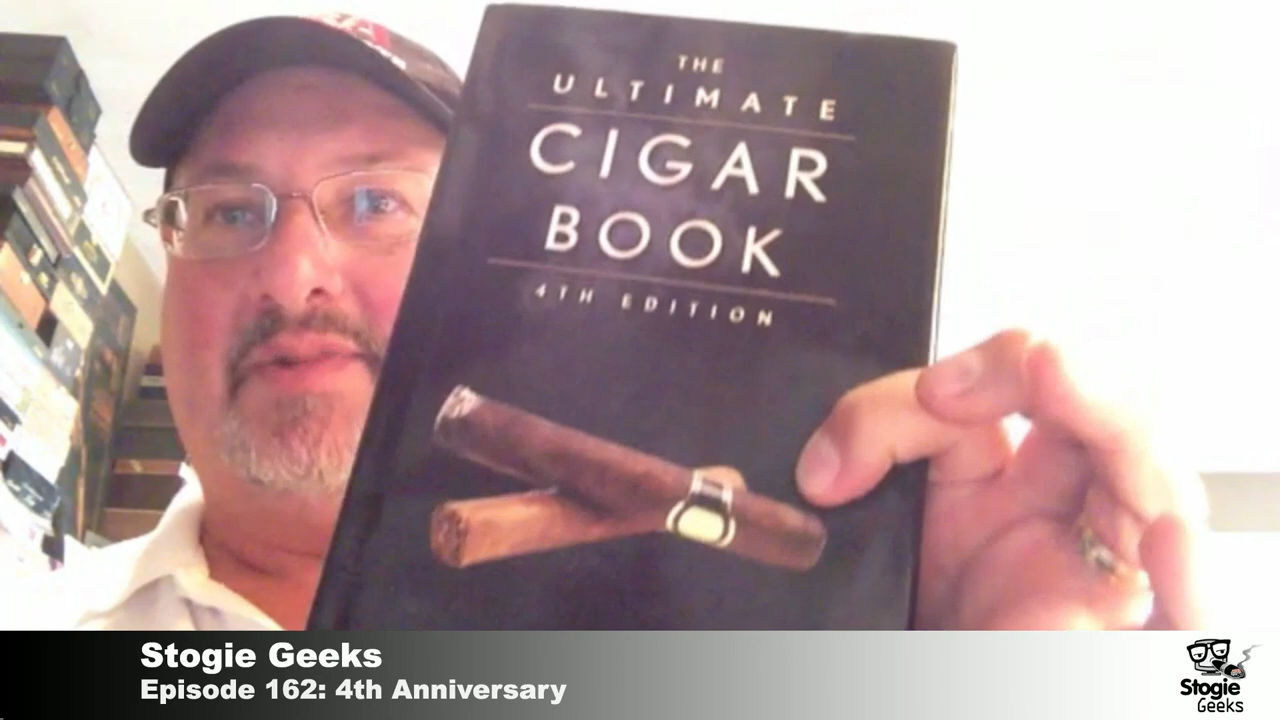 THE
ULTIMATE
CIGAR
BOOK
4TH EDITION
Stogie Geeks
Episode 162: 4th Anniversary
Stogie
Geeks